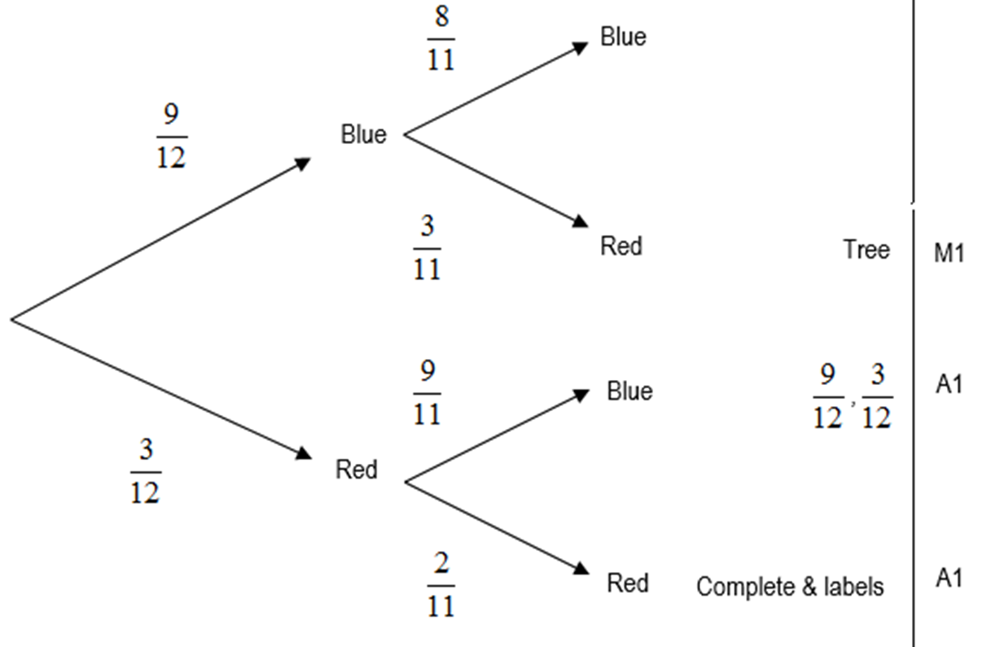 8/11
Blue
9/12
Blue
3/11
Red
Tree
M1
9/11
Blue
9/12, 3/12
A1
3/12
Red
2/11
Red
Complete & labels
A1